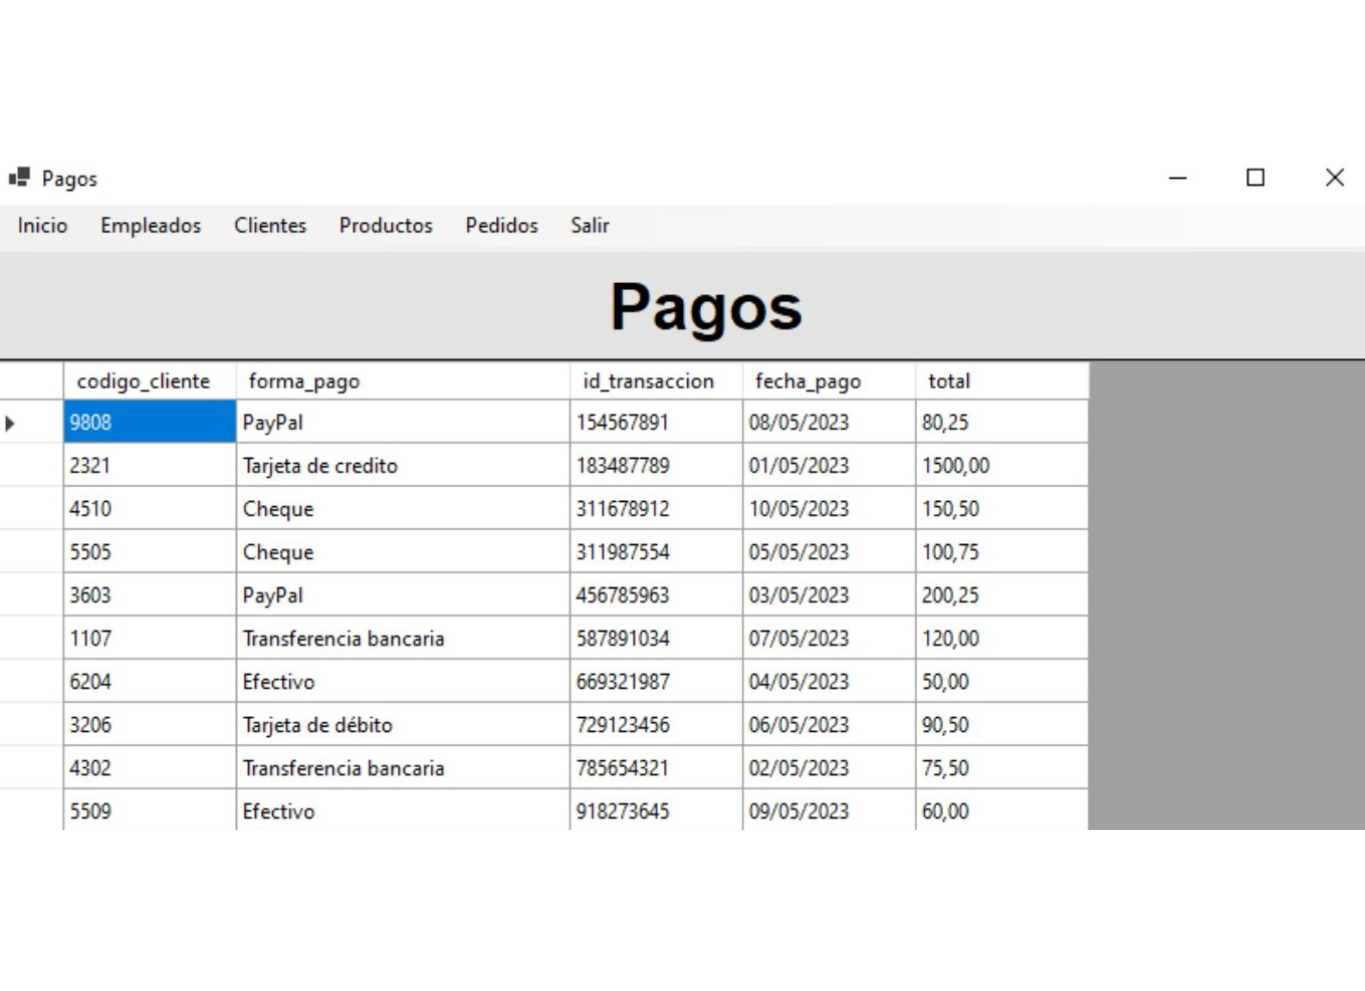 Pagos
Inicio Empleados Clientes Productos Pedidos Salir
Pagos
codigo_cliente forma_pago id_transaccion fecha_pago total
9808 PayPal 154567891 08/05/2023 80,25
2321 Tarjeta de credito 183487789 01/05/2023 1500,00
4510 Cheque 311678912 10/05/2023 150,50
5505 Cheque 311987554 05/05/2023 100,75
3603 PayPal 456785963 03/05/2023 200,25
1107 Transferencia bancaria 587891034 07/05/2023 120,00
6204 Efectivo 669321987 04/05/2023 50,00
3206 Tarjeta de débito 729123456 06/05/2023 90,50
4302 Transferencia bancaria 785654321 02/05/2023 75,50
5509 Efectivo 918273645 09/05/2023 60,00